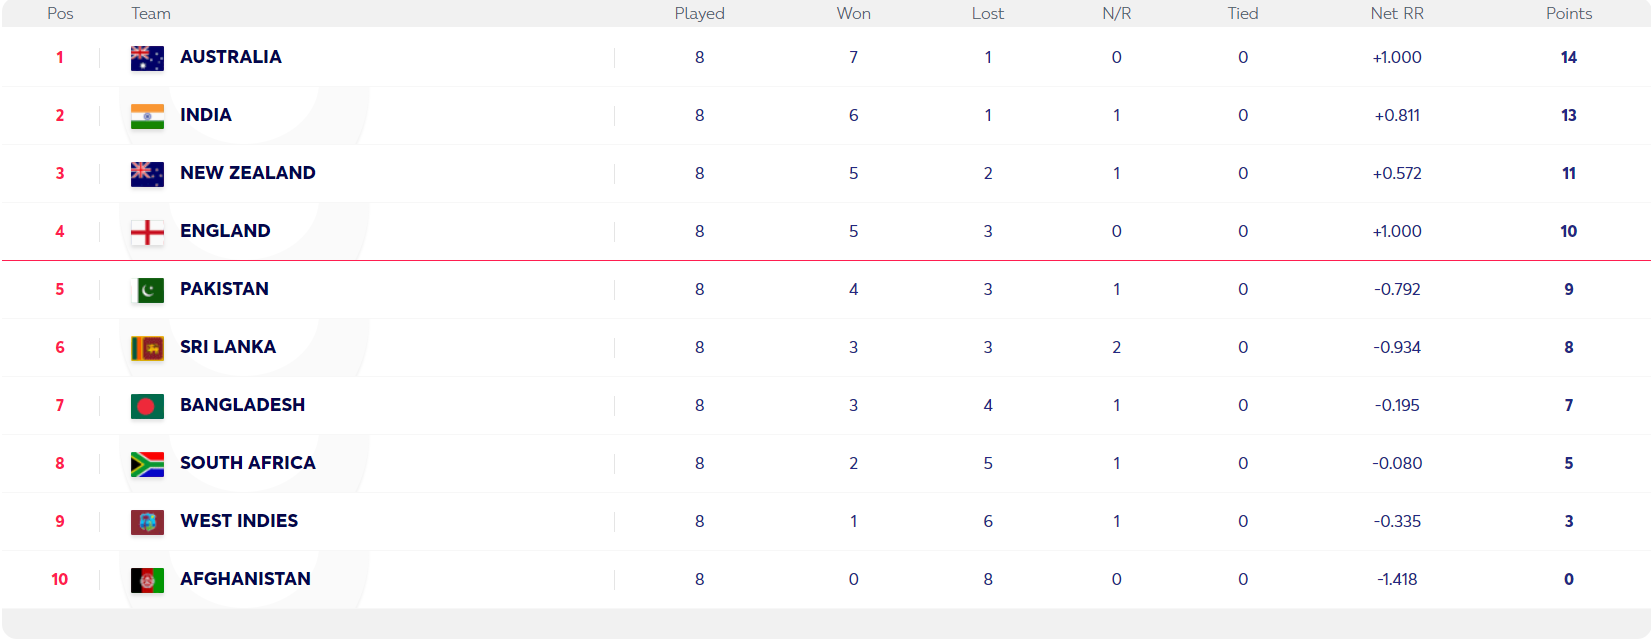 Pos Team Played Won Lost N/R Tied Net RR Points
1 AUSTRALIA 8 7 1 0 0 +1.000 14
2 INDIA 8 6 1 1 0 +0.811 13
3 NEW ZEALAND 8 5 2 1 0 +0.572 11
4 ENGLAND 8 5 3 0 0 +1.000 10
5 PAKISTAN 8 4 3 1 0 -0.792 9
6 SRI LANKA 8 3 3 2 0 -0.934 8
7 BANGLADESH 8 3 4 1 0 -0.195 7
8 SOUTH AFRICA 8 2 5 1 0 -0.080 5
9 WEST INDIES 8 1 6 1 0 -0.335 3
10 AFGHANISTAN 8 0 8 0 0 -1.418 0